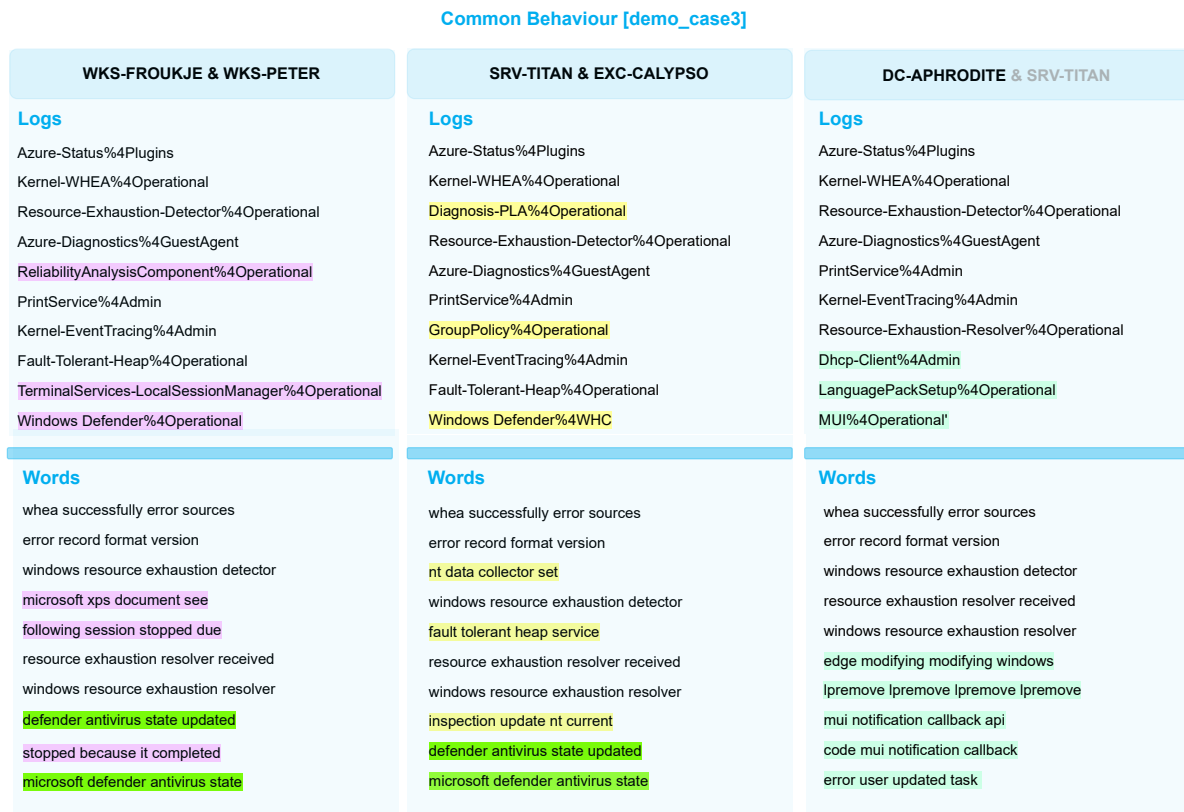 Common Behaviour [demo_case3]
WKS-FROUKJE & WKS-PETER
Logs
Azure-Status%4Plugins
Kernel-WHEA%4Operational
Resource-Exhaustion-Detector%4Operational
Azure-Diagnostics%4GuestAgent
ReliabilityAnalysisComponent%4Operational
PrintService%4Admin
Kernel-EventTracing%4Admin
Fault-Tolerant-Heap%4Operational
TerminalServices-LocalSessionManager%4Operational
Windows Defender%4Operational
Words
whea successfully error sources
error record format version
windows resource exhaustion detector
microsoft xps document see
following session stopped due
resource exhaustion resolver received
windows resource exhaustion resolver
defender antivirus state updated
stopped because it completed
microsoft defender antivirus state
SRV-TITAN & EXC-CALYPSO
Logs
Azure-Status%4Plugins
Kernel-WHEA%4Operational
Diagnosis-PLA%4Operational
Resource-Exhaustion-Detector%4Operational
Azure-Diagnostics%4GuestAgent
PrintService%4Admin
GroupPolicy%4Operational
Kernel-EventTracing%4Admin
Fault-Tolerant-Heap%4Operational
Windows Defender%4WHC
Words
whea successfully error sources
error record format version
nt data collector set
windows resource exhaustion detector
fault tolerant heap service
resource exhaustion resolver received
windows resource exhaustion resolver
inspection update nt current
defender antivirus state updated
microsoft defender antivirus state
DC-APHRODITE & SRV-TITAN
Logs
Azure-Status%4Plugins
Kernel-WHEA%4Operational
Resource-Exhaustion-Detector%4Operational
Azure-Diagnostics%4GuestAgent
PrintService%4Admin
Kernel-EventTracing%4Admin
Resource-Exhaustion-Resolver%4Operational
Dhcp-Client%4Admin
LanguagePackSetup%4Operational
MUI%4Operational'
Words
whea successfully error sources
error record format version
windows resource exhaustion detector
resource exhaustion resolver received
windows resource exhaustion resolver
edge modifying modifying windows
lpremove lpremove lpremove lpremove
mui notification callback api
code mui notification callback
error user updated task